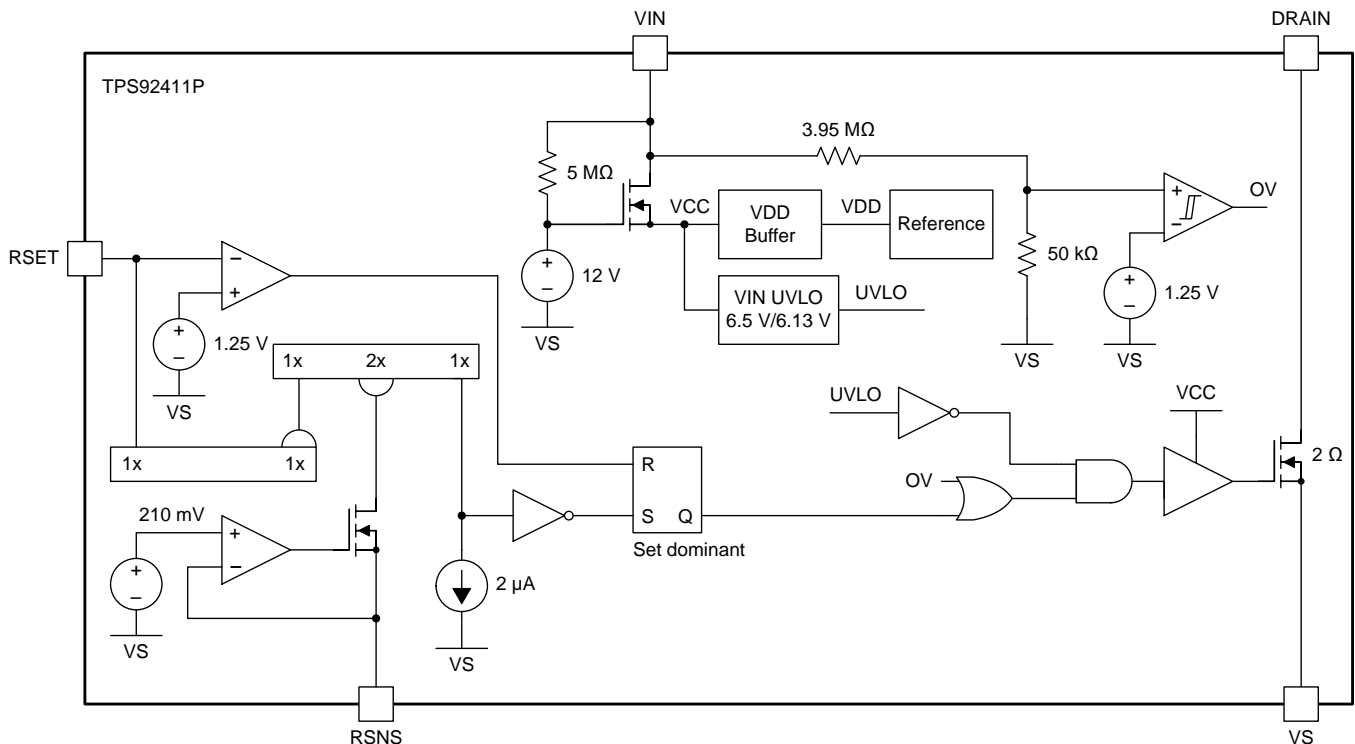 VIN
DRAIN
TPS92411P
3.95 MΩ
5 MΩ
VCC
VDD
Buffer
VDD
Reference
+
−
OV
RSET
−
+
+
−
12 V
VIN UVLO
6.5 V/6.13 V
UVLO
50 kΩ
+
−
1.25 V
+
−
1.25 V
VS
VS
VS
VS
1x
2x
1x
UVLO
VCC
1x
1x
R
S
Q
OV
2 Ω
210 mV
+
−
+
−
Set dominant
2 µA
VS
VS
RSNS
VS